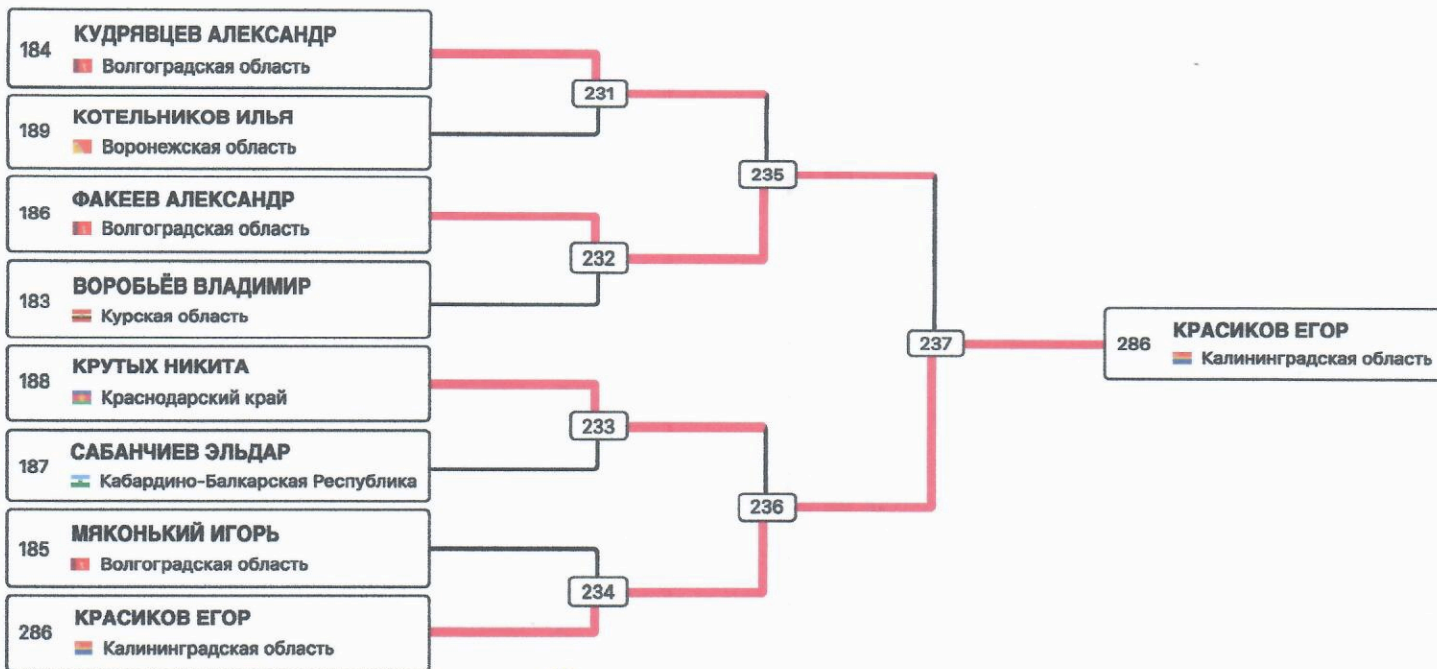 184
КУДРЯВЦЕВ АЛЕКСАНДР
Волгоградская область
189
КОТЕЛЬНИКОВ ИЛЬЯ
Воронежская область
186
ФАКЕЕВ АЛЕКСАНДР
Волгоградская область
183
ВОРОБЬЁВ ВЛАДИМИР
Курская область
188
КРУТЫХ НИКИТА
Краснодарский край
187
САБАНЧИЕВ ЭЛЬДАР
Кабардино-Балкарская Республика
185
МЯКОНЬКИЙ ИГОРЬ
Волгоградская область
286
КРАСИКОВ ЕГОР
Калининградская область
231
232
233
234
235
236
237
286
КРАСИКОВ ЕГОР
Калининградская область